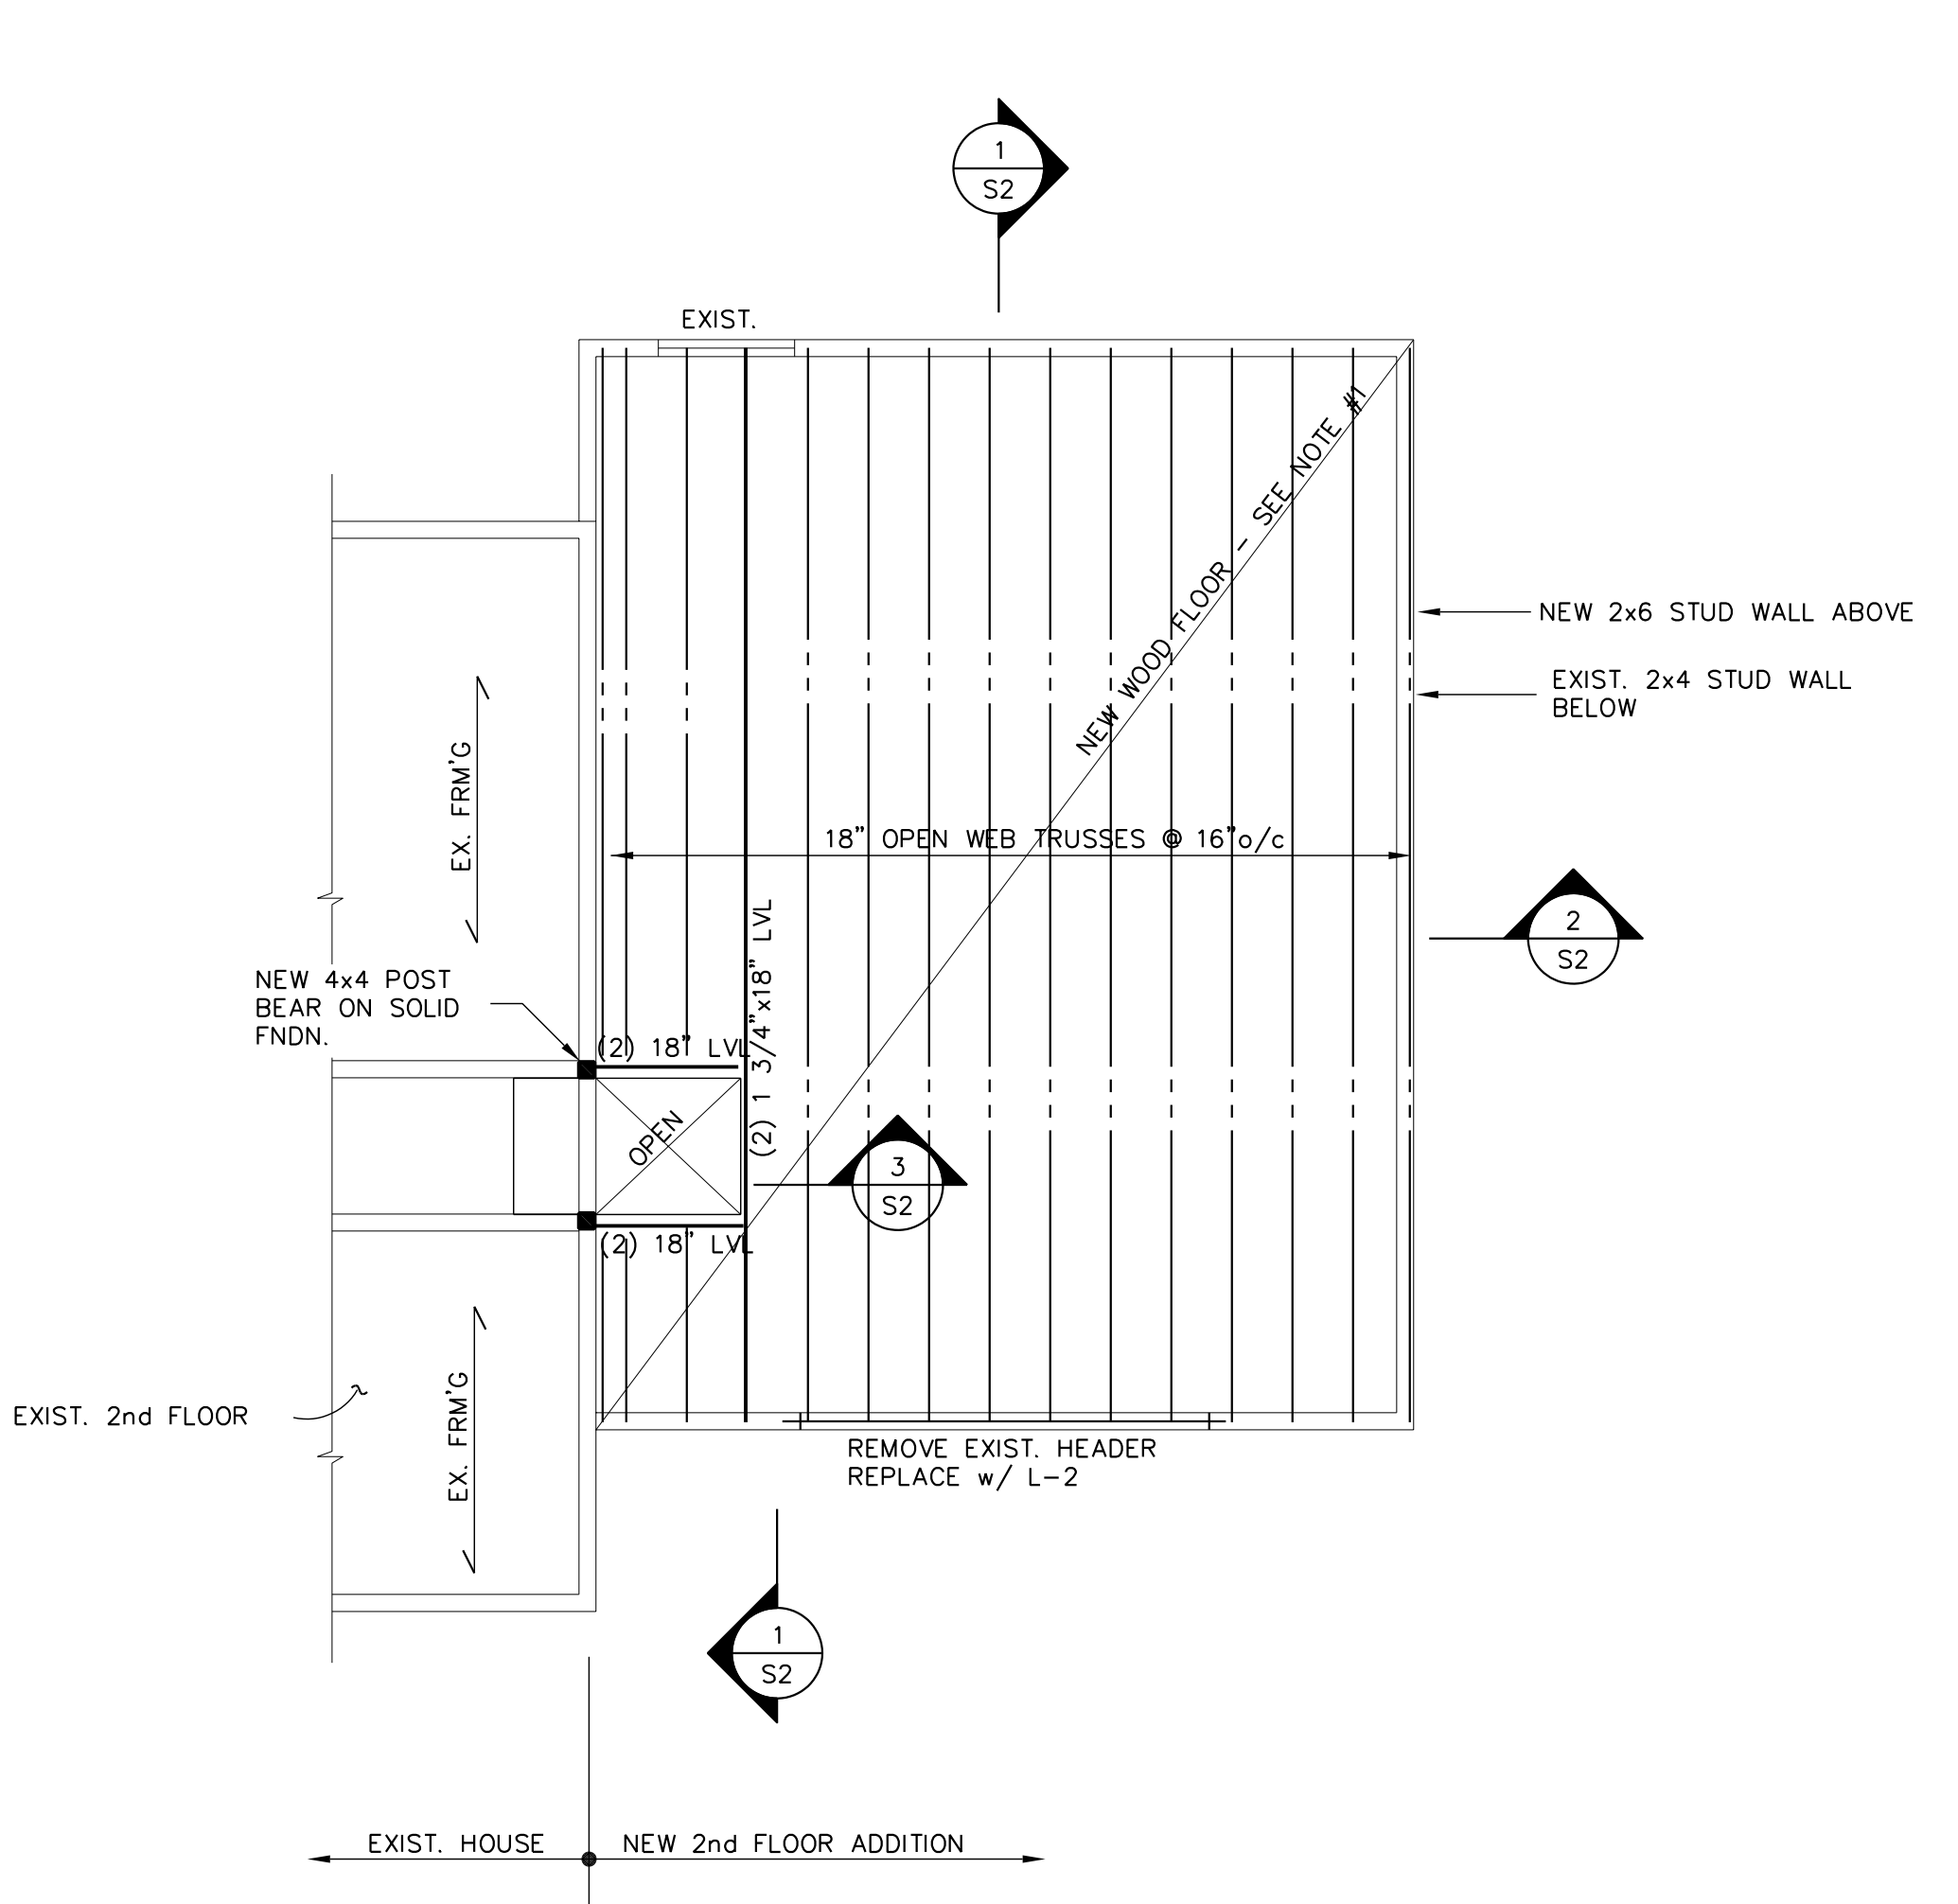 1
S2
EXIST.
NEW WOOD FLOOR - SEE NOTE #1
NEW 2x6 STUD WALL ABOVE
EXIST. 2x4 STUD WALL
BELOW
EX. FRM'G
18" OPEN WEB TRUSSES @ 16"o/c
(2) 1 3/4"x18" LVL
2
S2
NEW 4x4 POST
BEAR ON SOLID
FNDN.
(2) 18" LVL
OPEN
3
S2
(2) 18" LVL
EX. FRM'G
EXIST. 2nd FLOOR
REMOVE EXIST. HEADER
REPLACE w/ L-2
1
S2
EXIST. HOUSE
NEW 2nd FLOOR ADDITION